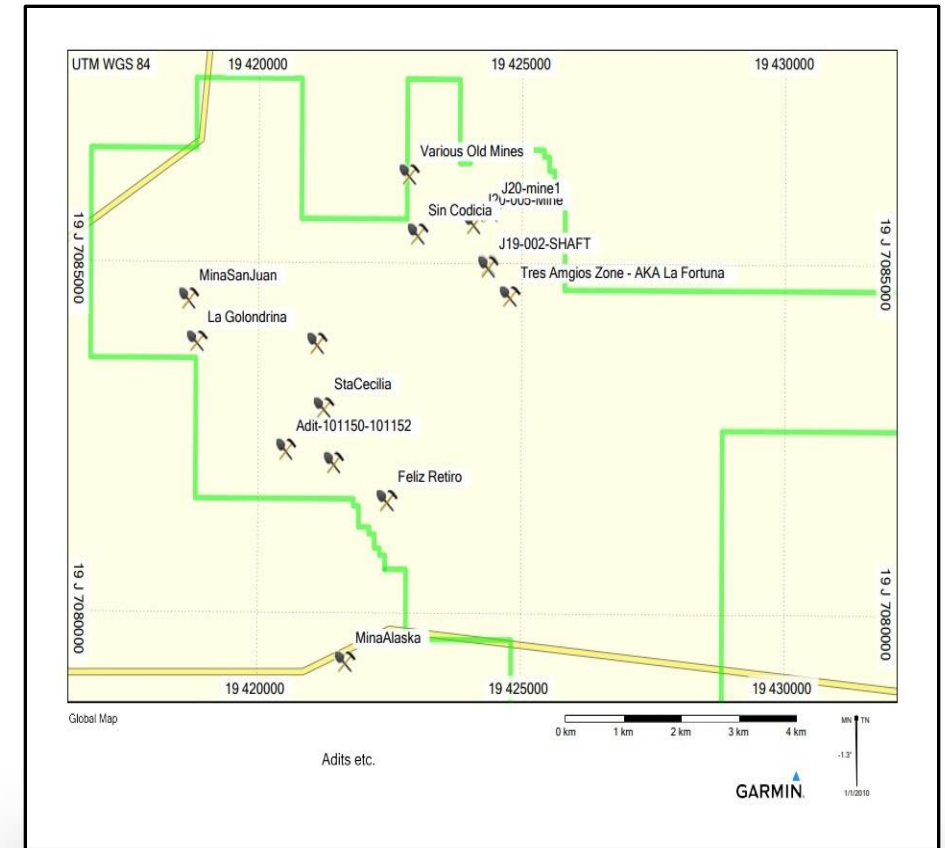 UTM WGS 84
19 420000
19 425000
19 430000
Various Old Mines
J20-mine1
J20-005-Mine
Sin Codicia
19 J 7085000
19 J 7085000
J19-002-SHAFT
MinaSanJuan
Tres Amgios Zone - AKA La Fortuna
La Golondrina
StaCecilia
Adit-101150-101152
Feliz Retiro
19 J 7080000
19 J 7080000
MinaAlaska
19 420000
19 425000
19 430000
Global Map
0 km
1 km
2 km
3 km
4 km
MN
TN
-1.3°
1/1/2010
Adits etc.
GARMIN.